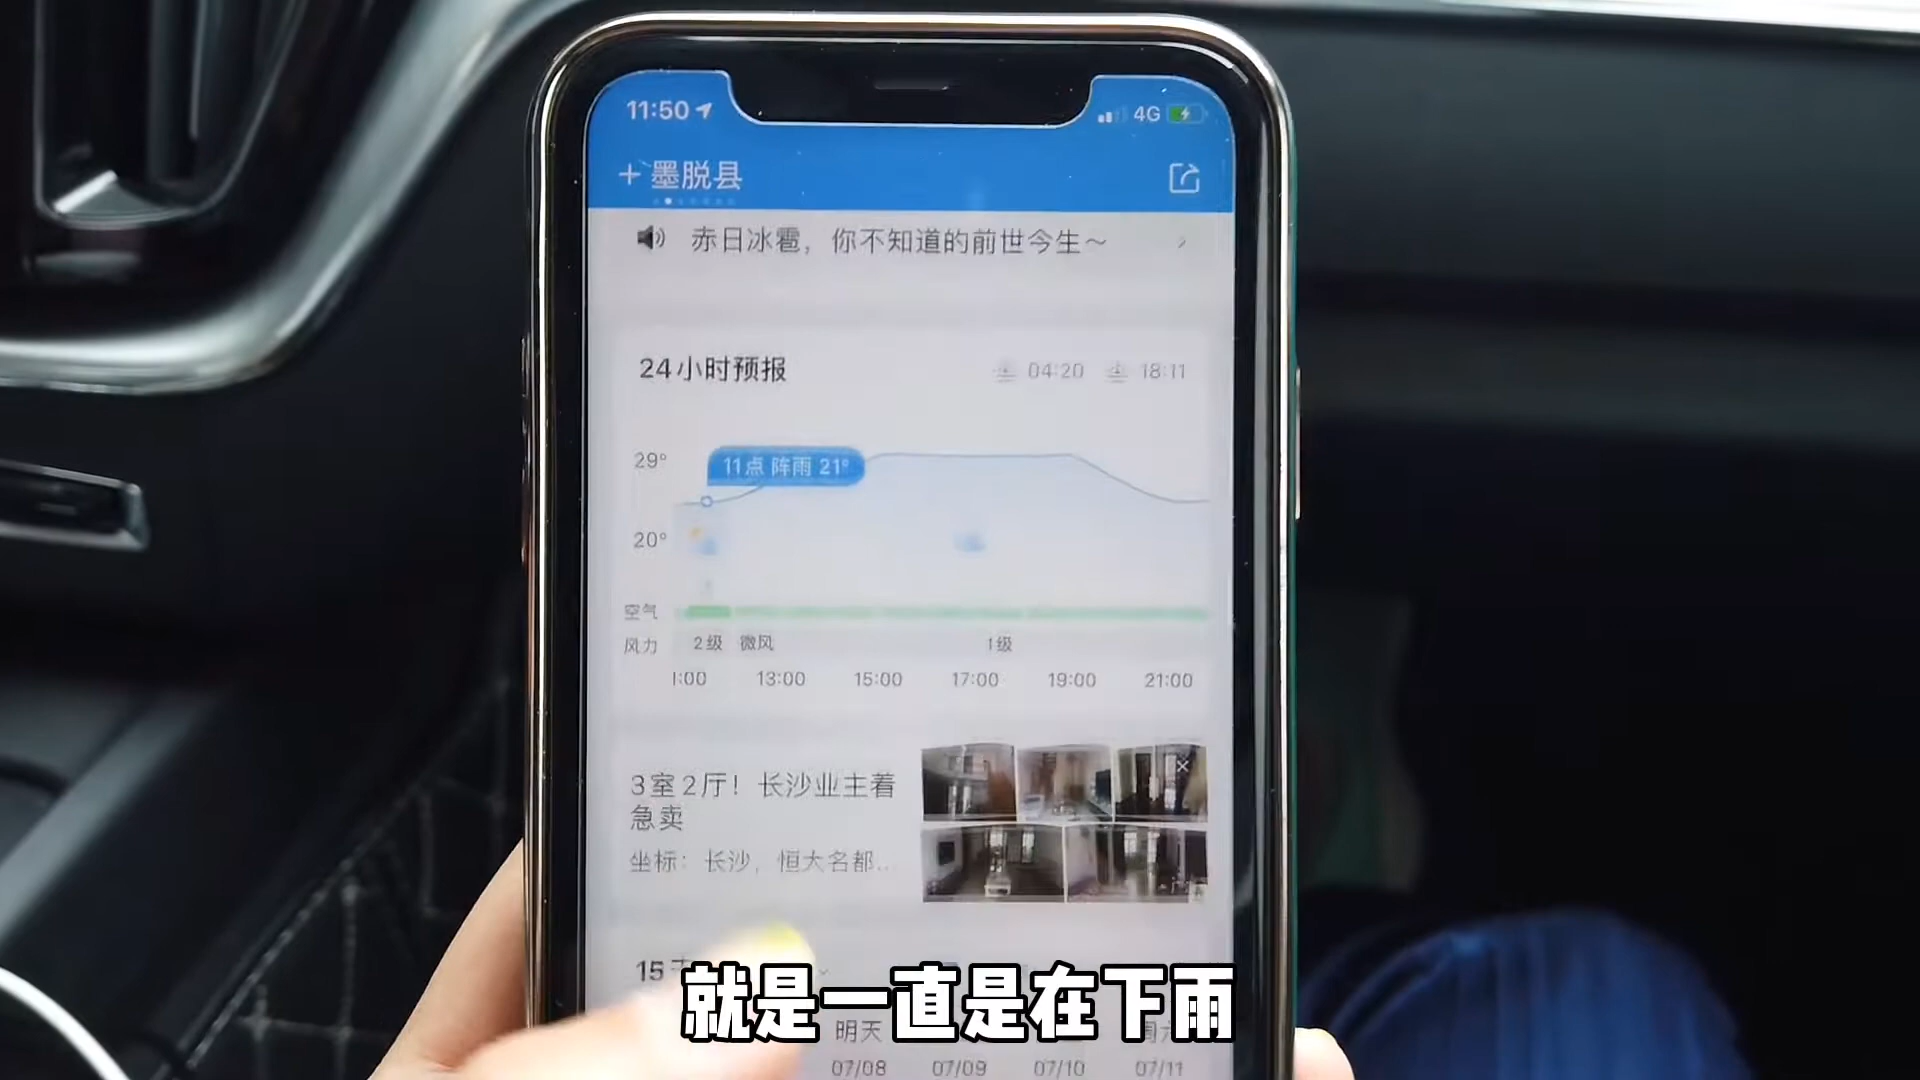 11:50
4G
+ 墨脱县
赤日冰雹，你不知道的前世今生～
24小时预报
04:20
18:11
29°
11点 阵雨 21°
20°
空气
风力
2级
微风
1级
1:00
13:00
15:00
17:00
19:00
21:00
3室2厅！长沙业主着
急卖
坐标：长沙，恒大名都...
15
就是一直是在下雨
明天
07/08
07/09
07/10
07/11